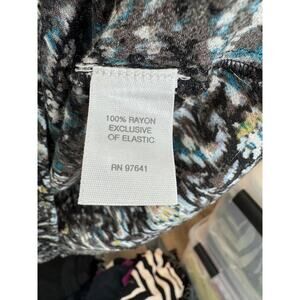 100% RAYON
EXCLUSIVE
OF ELASTIC
RN 97641